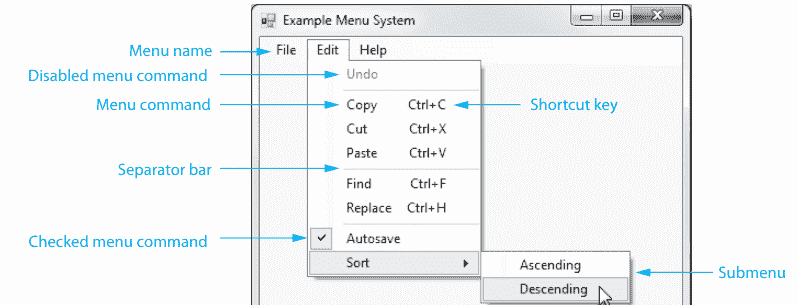 Example Menu System
Menu name File Edit Help
Disabled menu command Undo
Menu command Copy Ctrl+C Shortcut key
Cut Ctrl+X
Paste Ctrl+V
Separator bar
Find Ctrl+F
Replace Ctrl+H
Checked menu command Autosave
Sort Ascending
Submenu
Descending